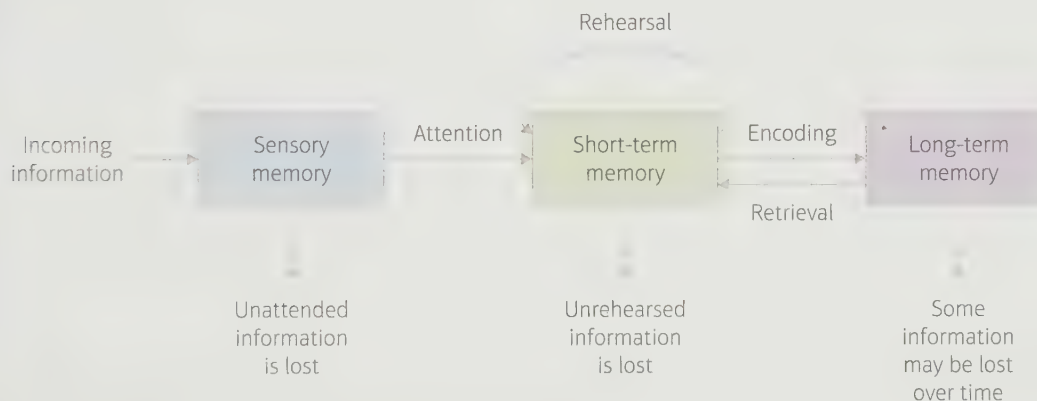 Rehearsal
Incoming
information
Sensory
memory
Attention
Short-term
memory
Encoding
Retrieval
Long-term
memory
Unattended
information
is lost
Unrehearsed
information
is lost
Some
information
may be lost
over time